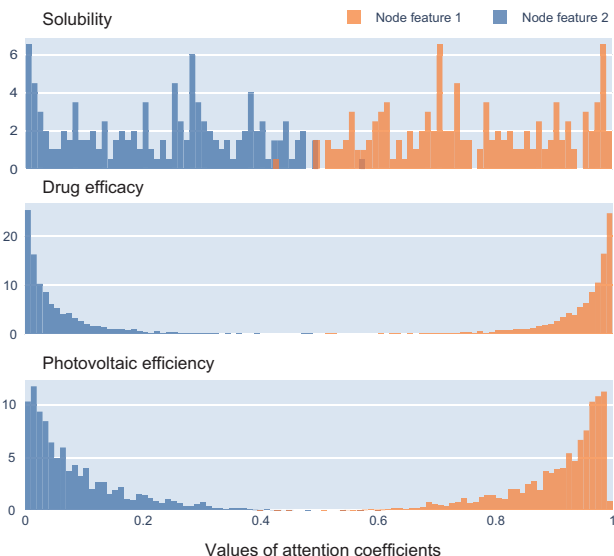 Solubility
Node feature 1 Node feature 2
6
4
2
0
Drug efficacy
20
10
0
Photovoltaic efficiency
10
5
0
0 0.2 0.4 0.6 0.8 1
Values of attention coefficients